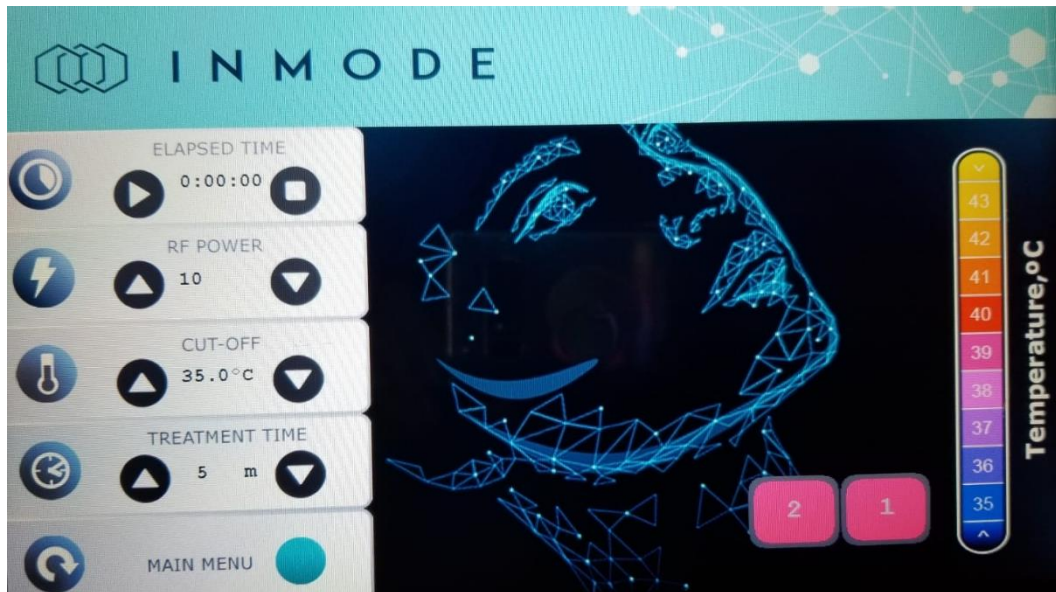 INMODE
ELAPSED TIME
0:00:00
RF POWER
10
CUT-OFF
35.0°C
TREATMENT TIME
5 m
MAIN MENU
2 1
43
42
41
40
39
38
37
36
35
Temperature,ºC